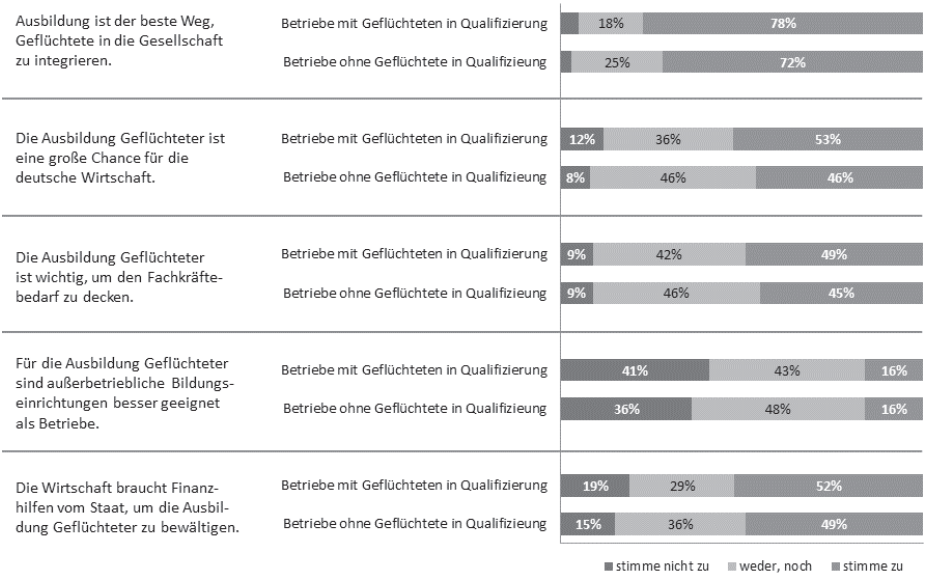 Ausbildung ist der beste Weg,
Geflüchtete in die Gesellschaft
zu integrieren.
Betriebe mit Geflüchteten in Qualifizierung
18% 78%
Betriebe ohne Geflüchtete in Qualifizierung
25% 72%
Die Ausbildung Geflüchteter ist
eine große Chance für die
deutsche Wirtschaft.
Betriebe mit Geflüchteten in Qualifizierung
12% 36% 53%
Betriebe ohne Geflüchtete in Qualifizierung
8% 46% 46%
Die Ausbildung Geflüchteter
ist wichtig, um den Fachkräfte-
bedarf zu decken.
Betriebe mit Geflüchteten in Qualifizierung
9% 42% 49%
Betriebe ohne Geflüchtete in Qualifizierung
9% 46% 45%
Für die Ausbildung Geflüchteter
sind außerbetriebliche Bildungs-
einrichtungen besser geeignet
als Betriebe.
Betriebe mit Geflüchteten in Qualifizierung
41% 43% 16%
Betriebe ohne Geflüchtete in Qualifizierung
36% 48% 16%
Die Wirtschaft braucht Finanz-
hilfen vom Staat, um die Ausbil-
dung Geflüchteter zu bewältigen.
Betriebe mit Geflüchteten in Qualifizierung
19% 29% 52%
Betriebe ohne Geflüchtete in Qualifizierung
15% 36% 49%
stimme nicht zu weder, noch stimme zu